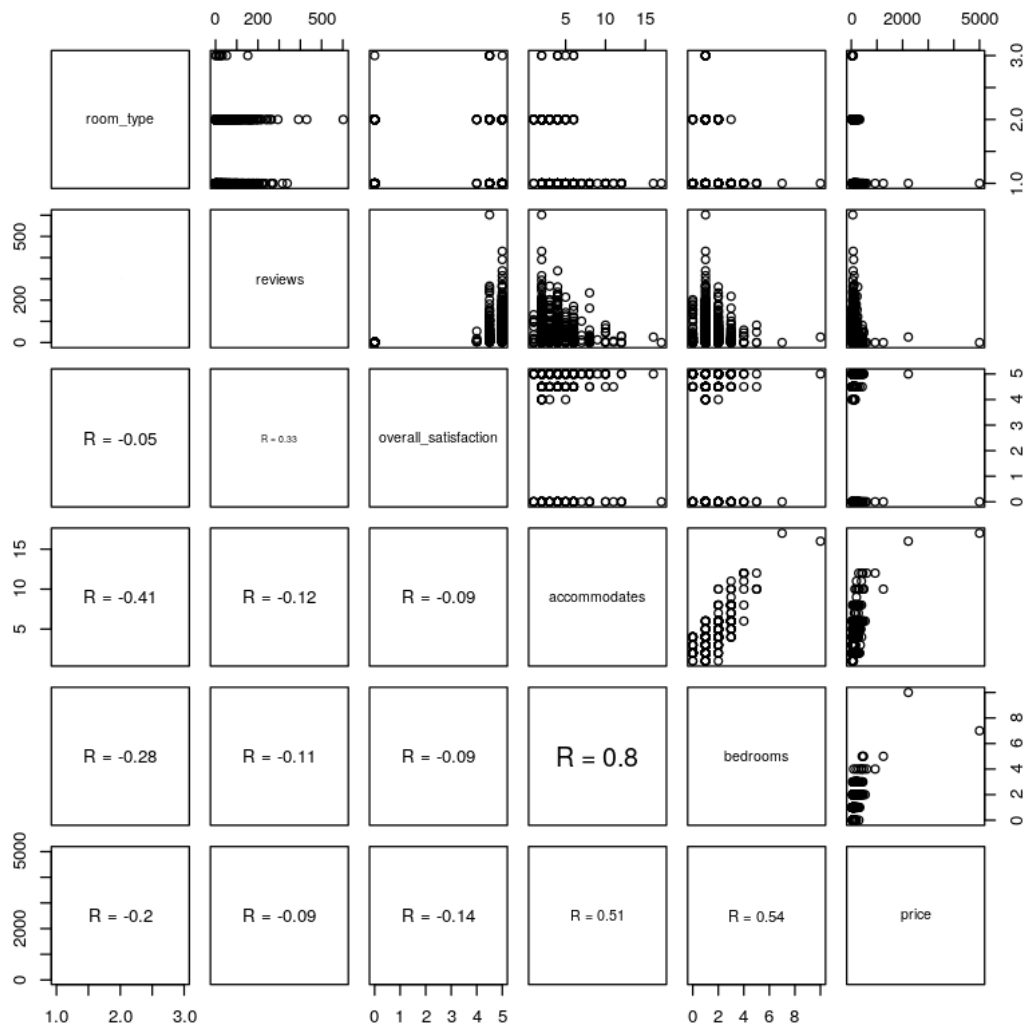 0 200 500
5 10 15
0 2000 5000
room_type
1.0 2.0 3.0
0 200 500
reviews
R = -0.05
R = 0.33
overall_satisfaction
0 1 2 3 4 5
5 10 15
R = -0.41
R = -0.12
R = -0.09
accommodates
R = -0.28
R = -0.11
R = -0.09
R = 0.8
bedrooms
0 2 4 6 8
0 2000 5000
R = -0.2
R = -0.09
R = -0.14
R = 0.51
R = 0.54
price
1.0 2.0 3.0
0 1 2 3 4 5
0 2 4 6 8